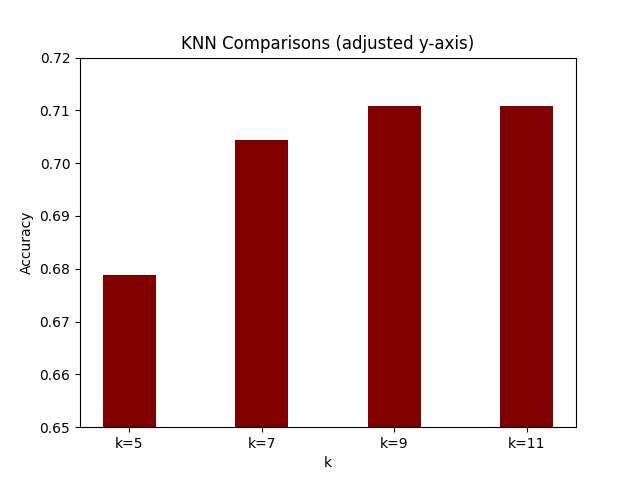 KNN Comparisons (adjusted y-axis)
0.72
0.71
0.70
0.69
0.68
0.67
0.66
0.65
Accuracy
k=5 k=7 k=9 k=11
k